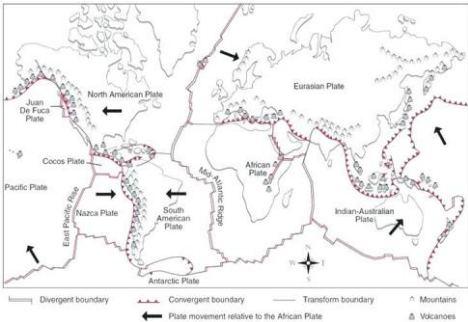 North American Plate
Eurasian Plate
Juan
De Fuca
Plate
Cocos Plate
African
Plate
Pacific Plate
East Pacific Rise
Nazca Plate
South
American
Plate
Mid-Atlantic Ridge
Indian-Australian
Plate
Antarctic Plate
Divergent boundary
Convergent boundary
Transform boundary
Mountains
Plate movement relative to the African Plate
Volcanoes